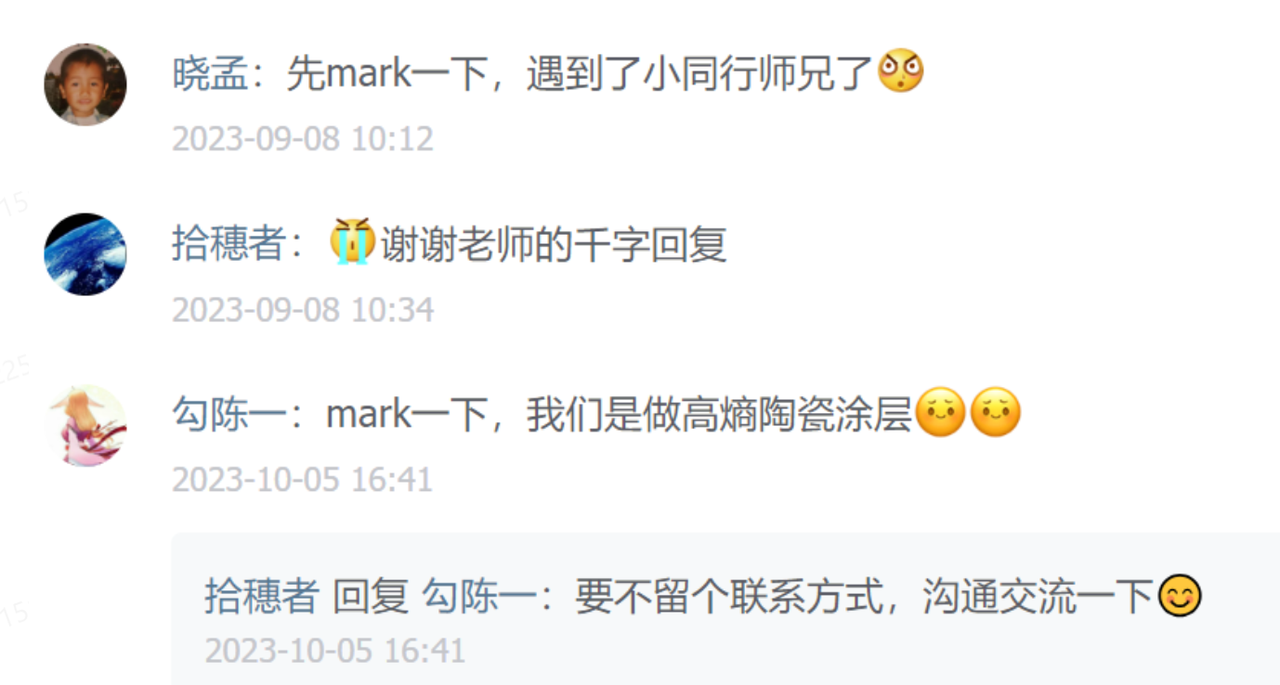 晓孟：先mark一下，遇到了小同行师兄了
2023-09-08 10:12
15
拾穗者：谢谢老师的千字回复
2023-09-08 10:34
25
勾陈一：mark一下，我们是做高熵陶瓷涂层
2023-10-05 16:41
拾穗者 回复 勾陈一：要不留个联系方式，沟通交流一下😊
15
2023-10-05 16:41